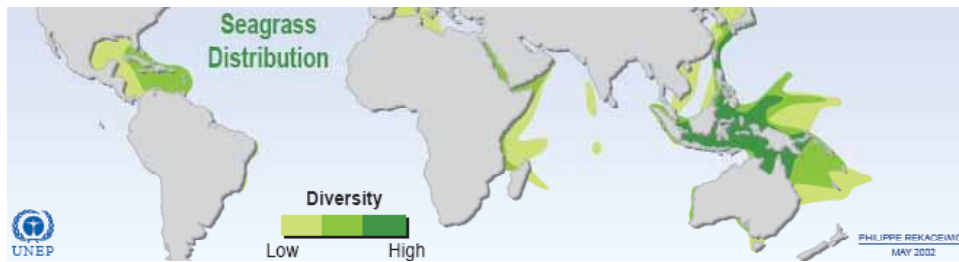 Seagrass
Distribution
Diversity
Low High
UNEP
PHILIPPE REKACEWIC
MAY 2002